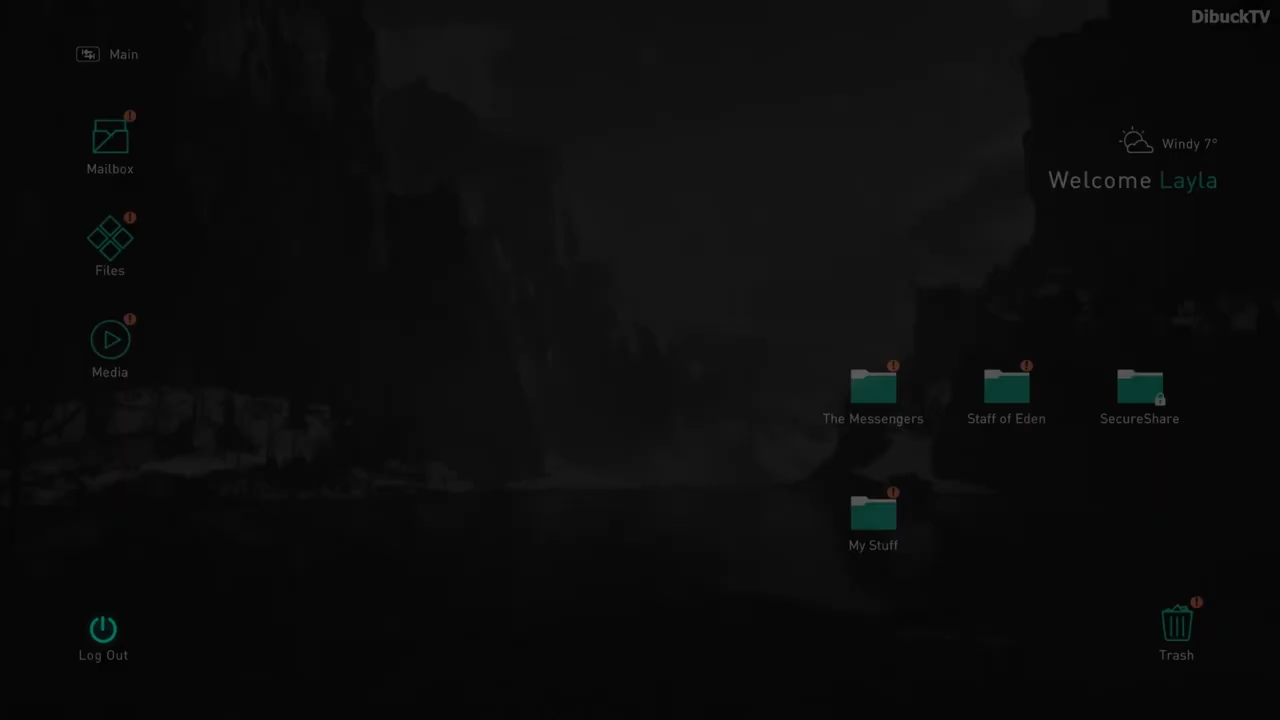 DibuckTV
Main
Mailbox
Windy 7°
Welcome Layla
Files
Media
The Messengers
Staff of Eden
SecureShare
My Stuff
Log Out
Trash